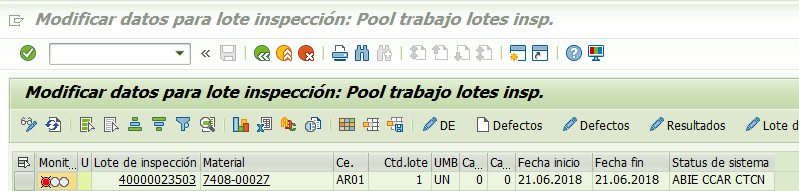 Modificar datos para lote inspección: Pool trabajo lotes insp.
Modificar datos para lote inspección: Pool trabajo lotes insp.
DE Defectos Defectos Resultados Lote d
Monit... U Lote de inspección Material Ce. Ctd.lote UMB Ca... Ca... Fecha inicio Fecha fin Status de sistema
40000023503 7408-00027 AR01 1 UN 0 0 21.06.2018 21.06.2018 ABIE CCAR CTCN